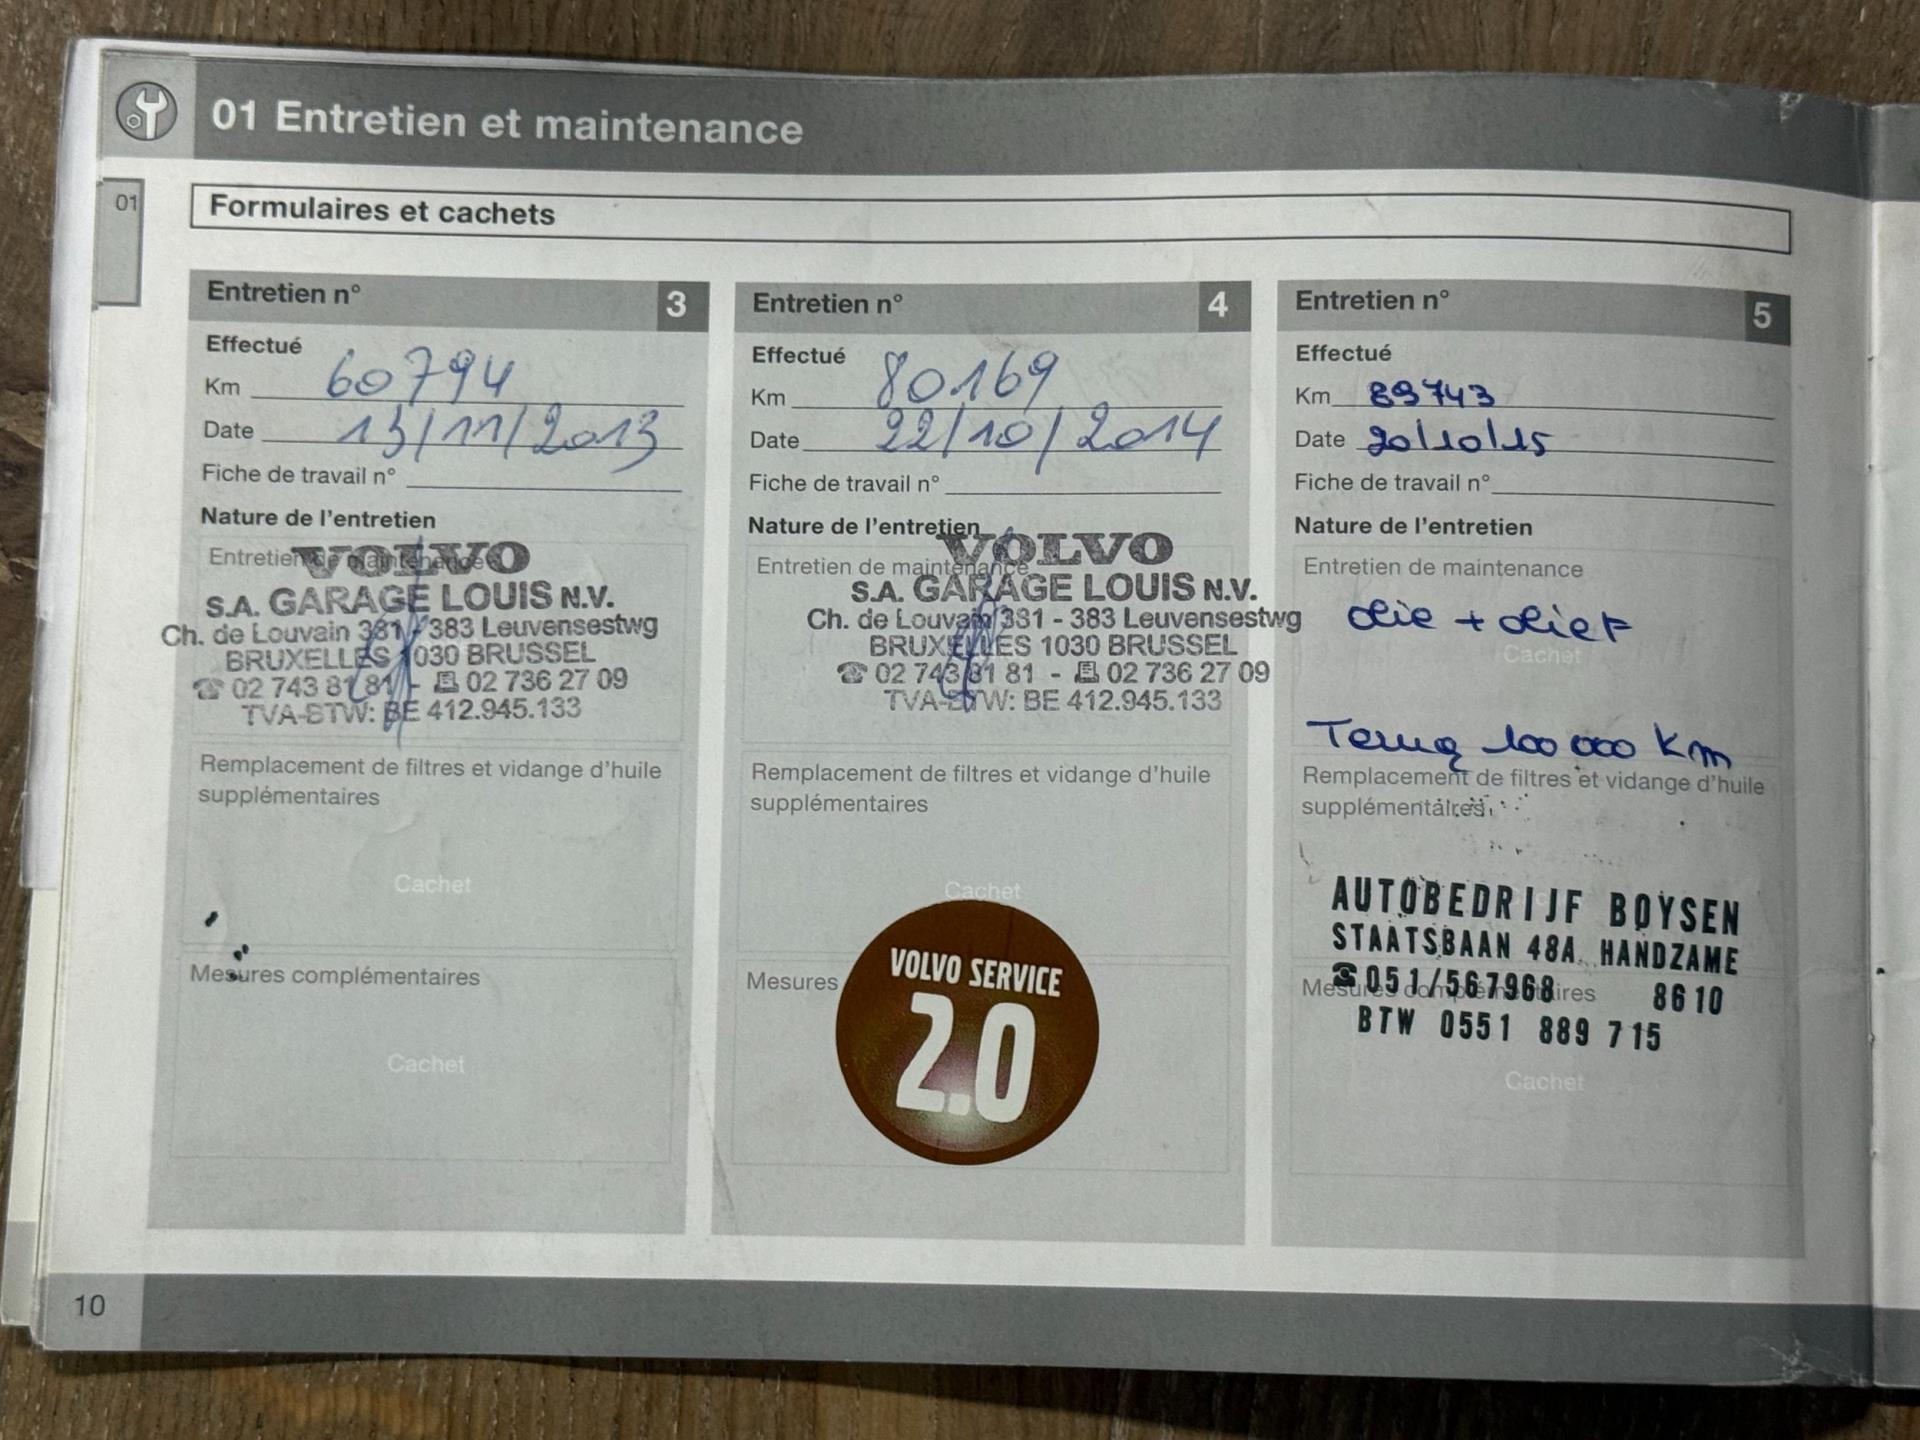 01 Entretien et maintenance
01
Formulaires et cachets
Entretien n° 3
Effectué
Km 60794
Date 13/11/2013
Fiche de travail n°
Nature de l'entretien
Entretien de maintenance
VOLVO
S.A. GARAGE LOUIS N.V.
Ch. de Louvain 381 - 383 Leuvensestwg
BRUXELLES 1030 BRUSSEL
☎ 02 743 81 81 - 02 736 27 09
TVA-BTW: BE 412.945.133
Remplacement de filtres et vidange d'huile
supplémentaires
Cachet
Mesures complémentaires
Cachet
Entretien n° 4
Effectué
Km 80169
Date 22/10/2014
Fiche de travail n°
Nature de l'entretien
Entretien de maintenance
VOLVO
S.A. GARAGE LOUIS N.V.
Ch. de Louvain 381 - 383 Leuvensestwg
BRUXELLES 1030 BRUSSEL
☎ 02 743 81 81 - 02 736 27 09
TVA-BTW: BE 412.945.133
Remplacement de filtres et vidange d'huile
supplémentaires
Cachet
Mesures
VOLVO SERVICE
2.0
Entretien n° 5
Effectué
Km 89743
Date 20/10/15
Fiche de travail n°
Nature de l'entretien
Entretien de maintenance
olie + olief
Cachet
Terug 100 000 Km
Remplacement de filtres et vidange d'huile
supplémentaires
AUTOBEDRIJF BOYSEN
STAATSBAAN 48A HANDZAME
☎ 051/567968 8610
Mesures complémentaires
BTW 0551 889 715
Cachet
10